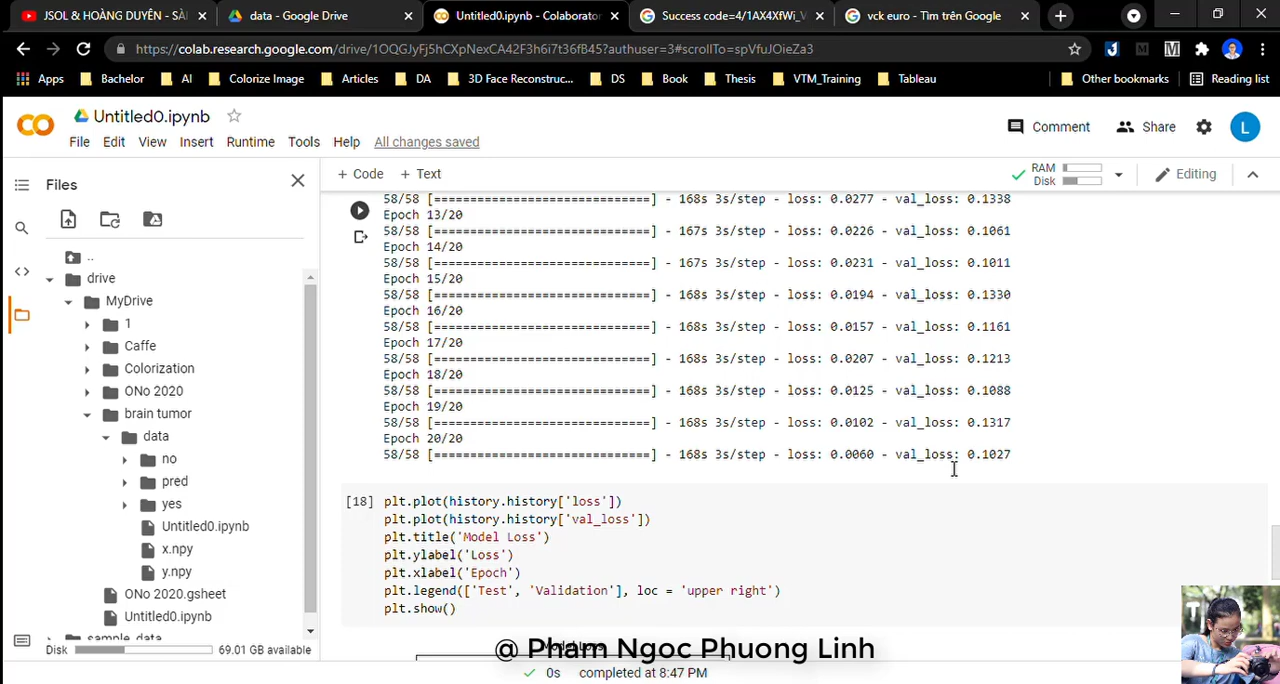 JSOL & HOÀNG DUYÊN - SÀI
data - Google Drive
Untitled0.ipynb - Colaborator
Success code=4/1AX4XfWi_V
vck euro - Tìm trên Google
https://colab.research.google.com/drive/1OQGJyFj5hCXpNexCA42F3h6i7t36fB45?authuser=3#scrollTo=spVfuJOieZa3
Apps
Bachelor
AI
Colorize Image
Articles
DA
3D Face Reconstruc...
DS
Book
Thesis
VTM_Training
Tableau
Other bookmarks
Reading list
CO
Untitled0.ipynb
File Edit View Insert Runtime Tools Help All changes saved
Comment
Share
L
Files
+ Code + Text
RAM
Disk
Editing
..
drive
MyDrive
1
Caffe
Colorization
ONo 2020
brain tumor
data
no
pred
yes
Untitled0.ipynb
x.npy
y.npy
ONo 2020.gsheet
Untitled0.ipynb
sample_data
Disk
69.01 GB available
58/58 [==============================] - 168s 3s/step - loss: 0.0277 - val_loss: 0.1338
Epoch 13/20
58/58 [==============================] - 167s 3s/step - loss: 0.0226 - val_loss: 0.1061
Epoch 14/20
58/58 [==============================] - 167s 3s/step - loss: 0.0231 - val_loss: 0.1011
Epoch 15/20
58/58 [==============================] - 168s 3s/step - loss: 0.0194 - val_loss: 0.1330
Epoch 16/20
58/58 [==============================] - 168s 3s/step - loss: 0.0157 - val_loss: 0.1161
Epoch 17/20
58/58 [==============================] - 168s 3s/step - loss: 0.0207 - val_loss: 0.1213
Epoch 18/20
58/58 [==============================] - 168s 3s/step - loss: 0.0125 - val_loss: 0.1088
Epoch 19/20
58/58 [==============================] - 168s 3s/step - loss: 0.0102 - val_loss: 0.1317
Epoch 20/20
58/58 [==============================] - 168s 3s/step - loss: 0.0060 - val_loss: 0.1027
[18] plt.plot(history.history['loss'])
plt.plot(history.history['val_loss'])
plt.title('Model Loss')
plt.ylabel('Loss')
plt.xlabel('Epoch')
plt.legend(['Test', 'Validation'], loc = 'upper right')
plt.show()
Model Loss
@ Phạm Ngọc Phương Linh
0s completed at 8:47 PM